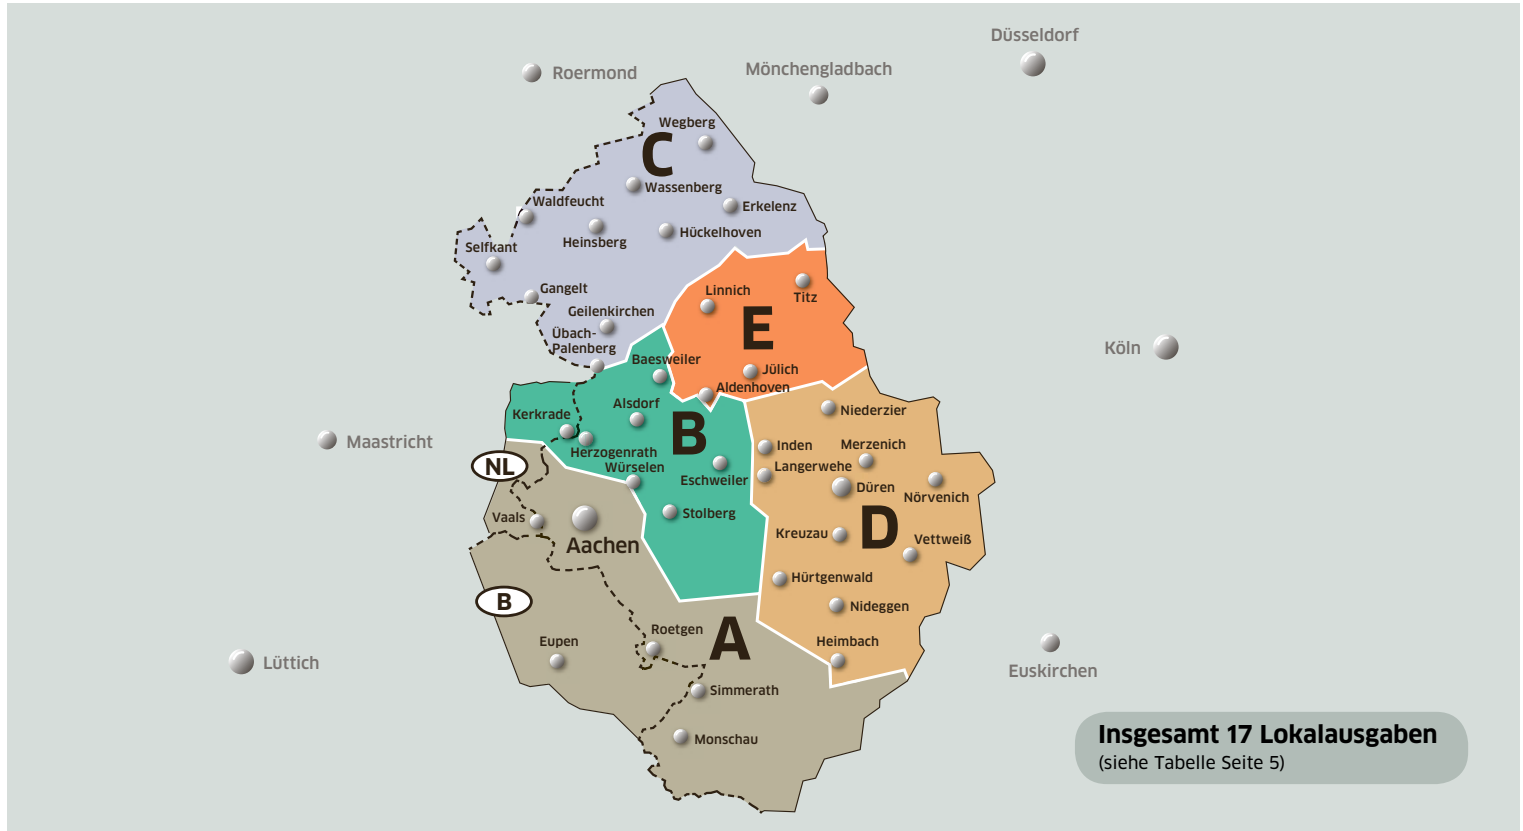 Düsseldorf
Roermond
Mönchengladbach
Wegberg
C
Wassenberg
Waldfeucht
Erkelenz
Heinsberg
Hückelhoven
Selfkant
Gangelt
Linnich
Titz
Geilenkirchen
E
Übach-
Palenberg
Köln
Baesweiler
Jülich
Aldenhoven
Kerkrade
Alsdorf
Niederzier
B
Maastricht
Inden
Merzenich
Herzogenrath
NL
Würselen
Langerwehe
Eschweiler
Düren
Nörvenich
Vaals
Stolberg
D
Aachen
Kreuzau
Vettweiß
Hürtgenwald
B
Nideggen
Roetgen
A
Eupen
Heimbach
Lüttich
Euskirchen
Simmerath
Monschau
Insgesamt 17 Lokalausgaben
(siehe Tabelle Seite 5)